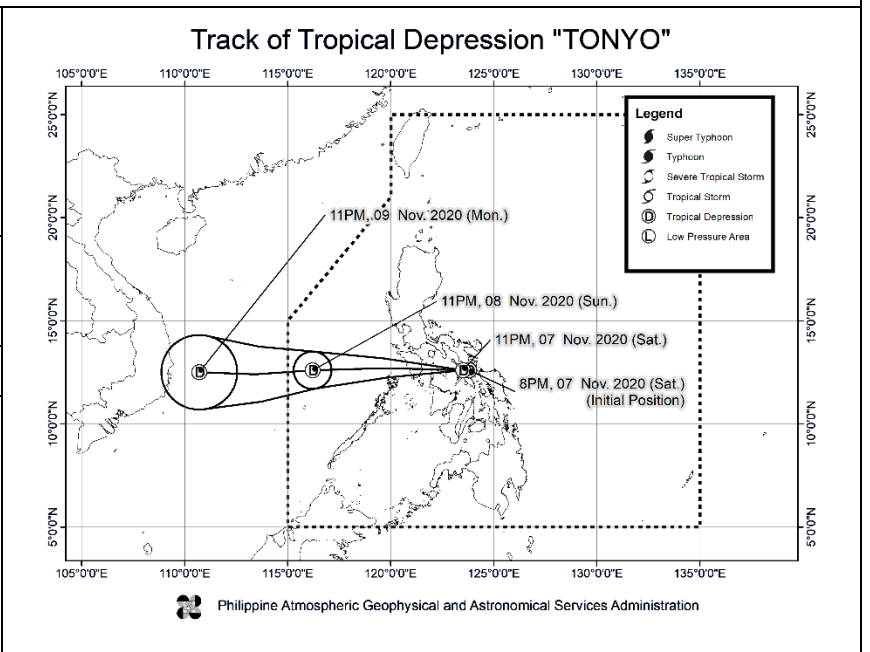 Track of Tropical Depression "TONYO"
105°0'0"E 110°0'0"E 115°0'0"E 120°0'0"E 125°0'0"E 130°0'0"E 135°0'0"E
25°0'0"N
20°0'0"N
15°0'0"N
10°0'0"N
5°0'0"N
Legend
Super Typhoon
Typhoon
Severe Tropical Storm
Tropical Storm
D Tropical Depression
L Low Pressure Area
25°0'0"N
20°0'0"N
15°0'0"N
10°0'0"N
5°0'0"N
11PM, 09 Nov. 2020 (Mon.)
11PM, 08 Nov. 2020 (Sun.)
11PM, 07 Nov. 2020 (Sat.)
8PM, 07 Nov. 2020 (Sat.)
(Initial Position)
D
D
D
105°0'0"E 110°0'0"E 115°0'0"E 120°0'0"E 125°0'0"E 130°0'0"E 135°0'0"E
Philippine Atmospheric Geophysical and Astronomical Services Administration